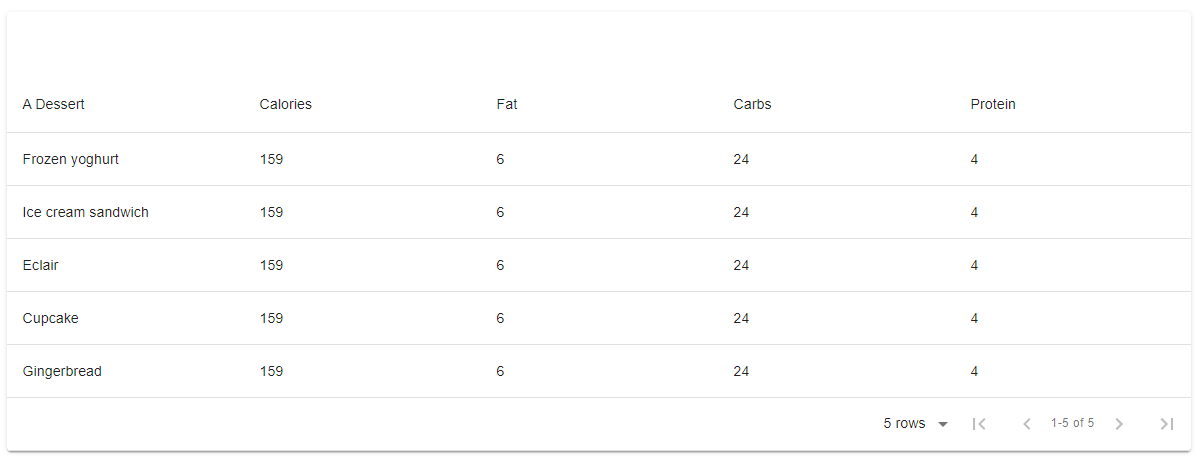 A Dessert Calories Fat Carbs Protein
Frozen yoghurt 159 6 24 4
Ice cream sandwich 159 6 24 4
Eclair 159 6 24 4
Cupcake 159 6 24 4
Gingerbread 159 6 24 4
5 rows 1-5 of 5